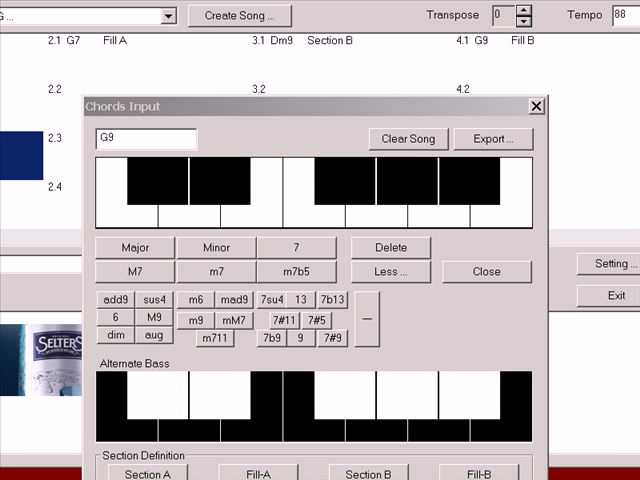 G ... Create Song ... Transpose 0 Tempo 88
2.1 G7 Fill A 3.1 Dm9 Section B 4.1 G9 Fill B
2.2 3.2 4.2
Chords Input
2.3 G9 Clear Song Export ...
2.4
Major Minor 7 Delete
M7 m7 m7b5 Less ... Close
Setting ...
Exit
add9 sus4 m6 mad9 7su4 13 7b13
6 M9 m9 mM7 7#11 7#5 —
dim aug m711 7b9 9 7#9
SELTERS
Alternate Bass
Section Definition
Section A Fill-A Section B Fill-B